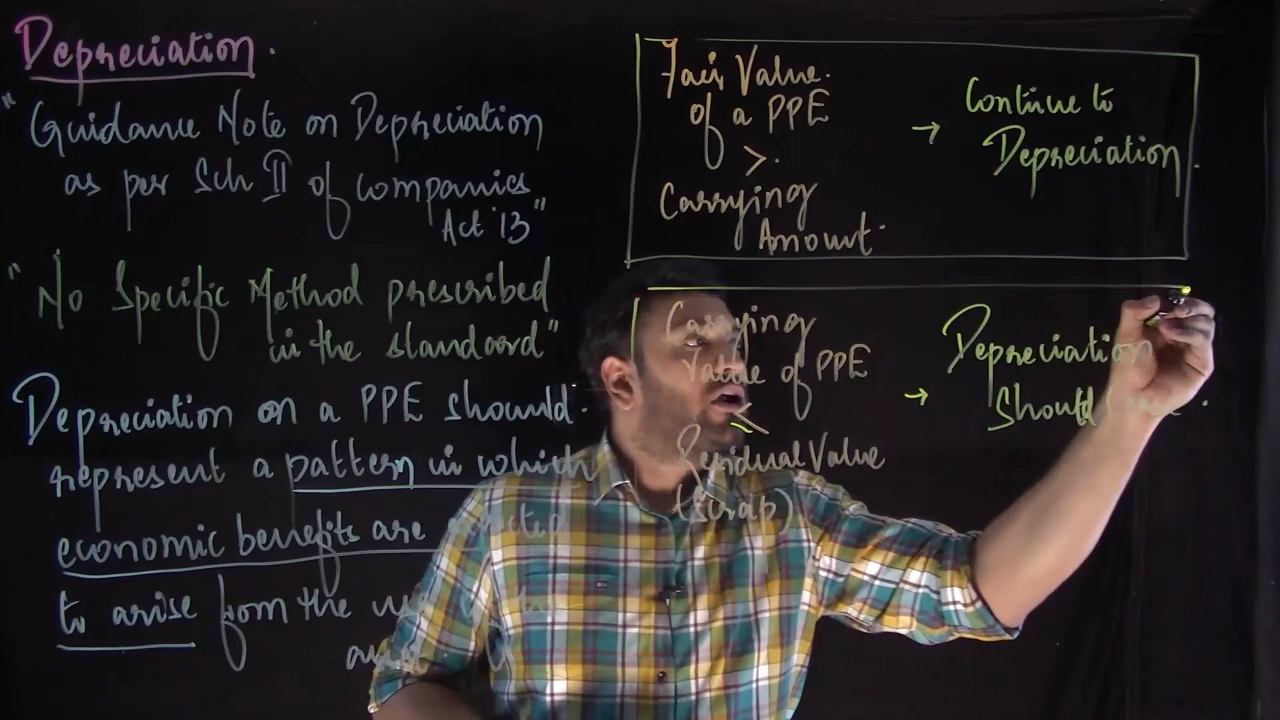 Depreciation.
"Guidance Note on Depreciation
as per Sch II of companies
Act '13"
"No Specific Method prescribed
in the standard"
Depreciation on a PPE should
represent a pattern in which
economic benefits are
to arise from the
Fair Value.
of a PPE
>.
Carrying
Amount.
→ Continue to
Depreciation.
Carrying
Value of PPE
<
Residual Value
(scrap)
→ Depreciation
Should